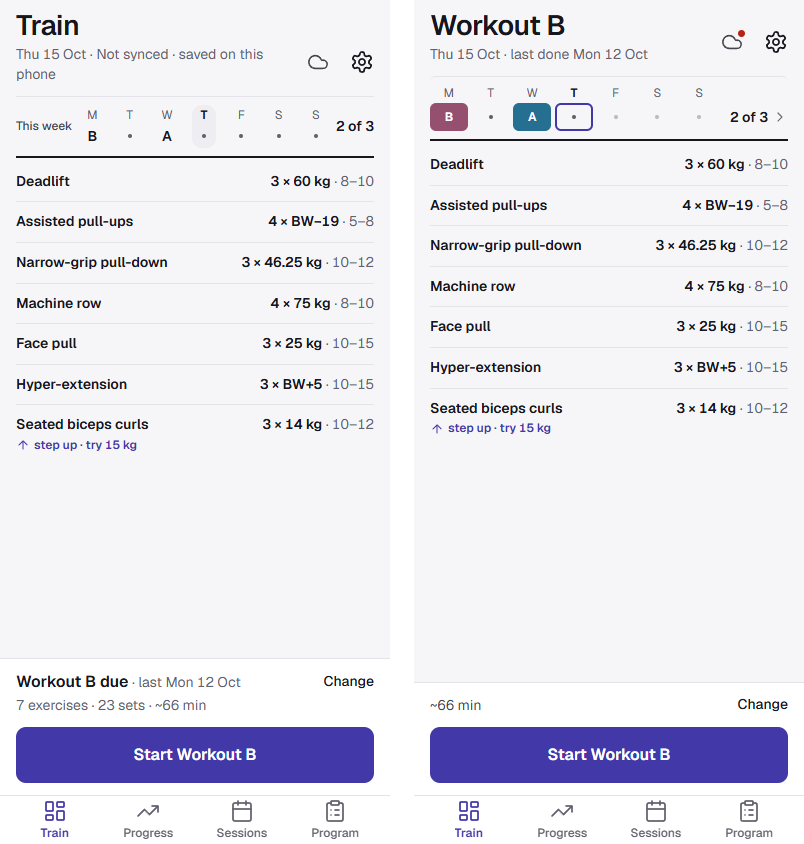 Train
Thu 15 Oct · Not synced · saved on this
phone
This week
M T W T F S S
B • A • • • •
2 of 3
Deadlift 3 × 60 kg · 8–10
Assisted pull-ups 4 × BW−19 · 5–8
Narrow-grip pull-down 3 × 46.25 kg · 10–12
Machine row 4 × 75 kg · 8–10
Face pull 3 × 25 kg · 10–15
Hyper-extension 3 × BW+5 · 10–15
Seated biceps curls 3 × 14 kg · 10–12
↑ step up · try 15 kg
Workout B due · last Mon 12 Oct Change
7 exercises · 23 sets · ~66 min
Start Workout B
Train Progress Sessions Program
Workout B
Thu 15 Oct · last done Mon 12 Oct
M T W T F S S
B • A • • • • 2 of 3 >
Deadlift 3 × 60 kg · 8–10
Assisted pull-ups 4 × BW−19 · 5–8
Narrow-grip pull-down 3 × 46.25 kg · 10–12
Machine row 4 × 75 kg · 8–10
Face pull 3 × 25 kg · 10–15
Hyper-extension 3 × BW+5 · 10–15
Seated biceps curls 3 × 14 kg · 10–12
↑ step up · try 15 kg
~66 min Change
Start Workout B
Train Progress Sessions Program